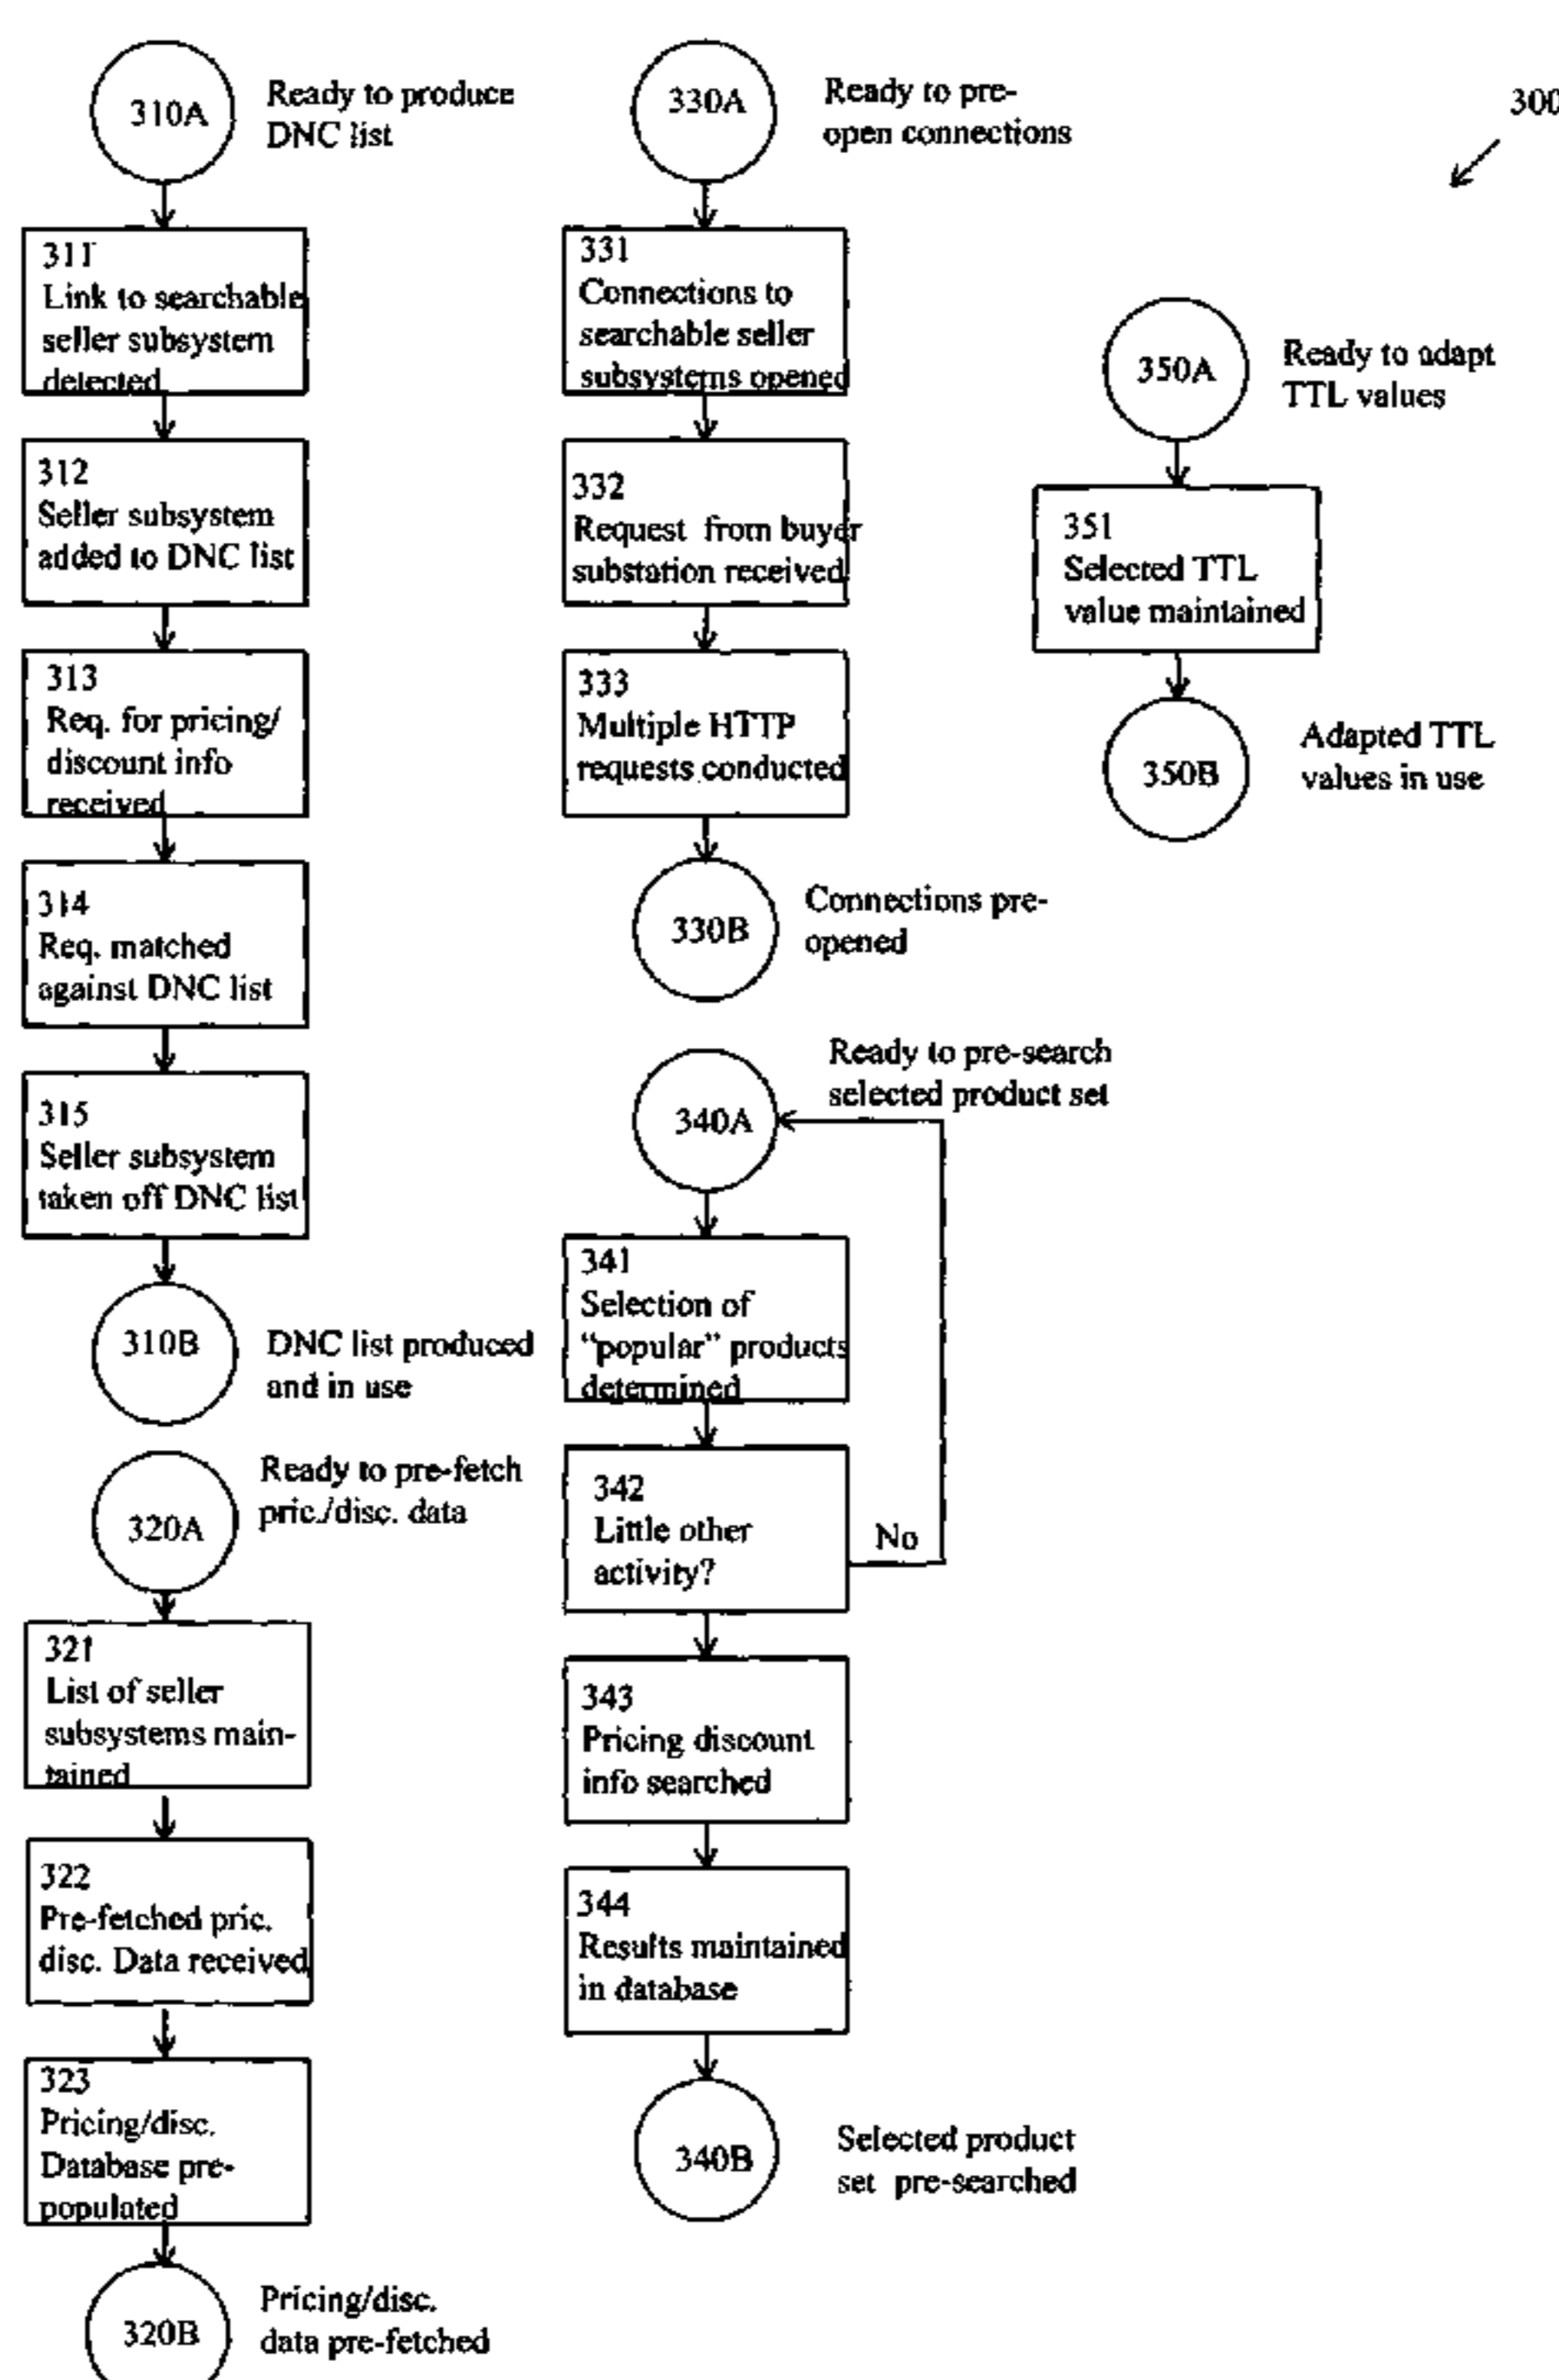 310A
Ready to produce
DNC list
311
Link to searchable
seller subsystem
detected
312
Seller subsystem
added to DNC list
313
Req. for pricing/
discount info
received
314
Req. matched
against DNC list
315
Seller subsystem
taken off DNC list
310B
DNC list produced
and in use
320A
Ready to pre-fetch
pric./disc. data
321
List of seller
subsystems main-
tained
322
Pre-fetched pric.
disc. Data received
323
Pricing/disc.
Database pre-
populated
320B
Pricing/disc.
data pre-fetched
330A
Ready to pre-
open connections
331
Connections to
searchable seller
subsystems opened
332
Request from buyer
substation received
333
Multiple HTTP
requests conducted
330B
Connections pre-
opened
340A
Ready to pre-search
selected product set
341
Selection of
“popular” products
determined
342
Little other
activity?
No
343
Pricing discount
info searched
344
Results maintained
in database
340B
Selected product
set pre-searched
300
350A
Ready to adapt
TTL values
351
Selected TTL
value maintained
350B
Adapted TTL
values in use